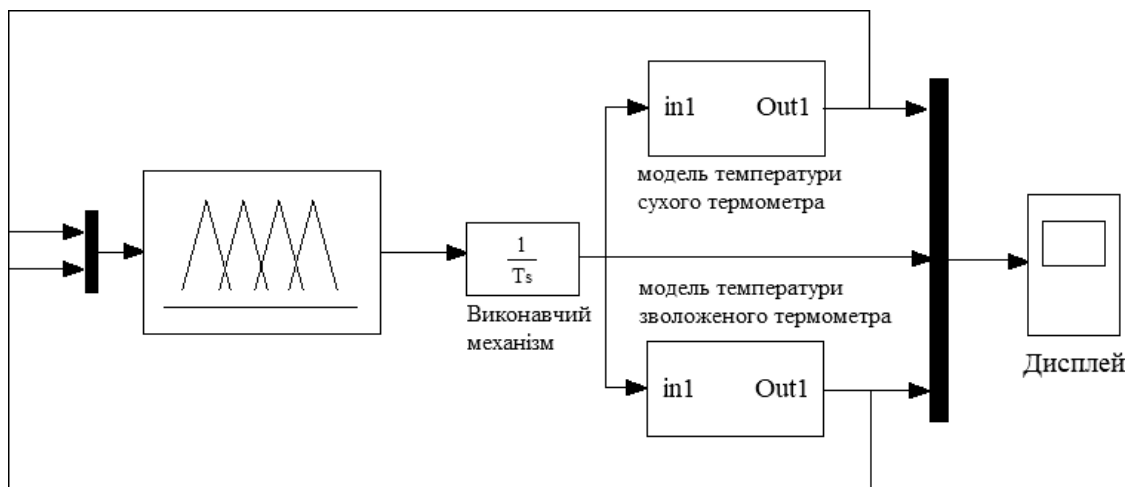 in1 Out1
модель температури
сухого термометра
1
Ts
Виконавчий
механізм
модель температури
зволоженого термометра
in1 Out1
Дисплей